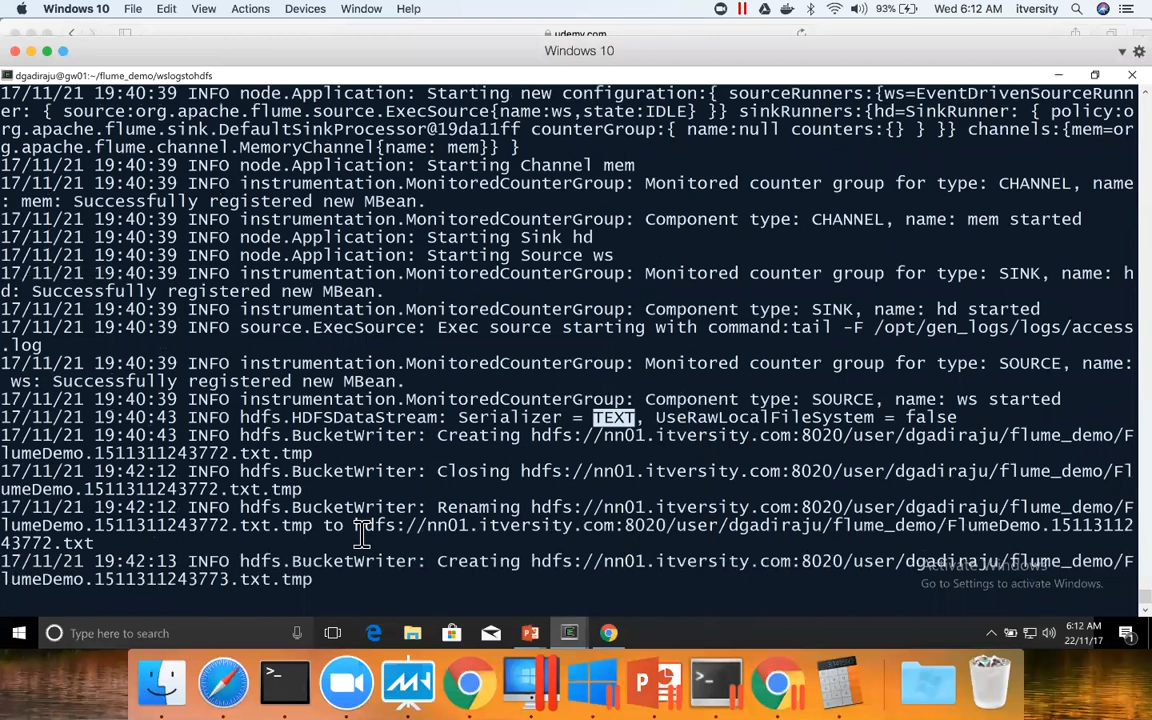 Windows 10 File Edit View Actions Devices Window Help 93% Wed 6:12 AM itversity
udemy.com
Windows 10
dgadiraju@gw01:~/flume_demo/wslogstohdfs
17/11/21 19:40:39 INFO node.Application: Starting new configuration:{ sourceRunners:{ws=EventDrivenSourceRunn
er: { source:org.apache.flume.source.ExecSource{name:ws,state:IDLE} }} sinkRunners:{hd=SinkRunner: { policy:o
rg.apache.flume.sink.DefaultSinkProcessor@19da11ff counterGroup:{ name:null counters:{} } }} channels:{mem=or
g.apache.flume.channel.MemoryChannel{name: mem}} }
17/11/21 19:40:39 INFO node.Application: Starting Channel mem
17/11/21 19:40:39 INFO instrumentation.MonitoredCounterGroup: Monitored counter group for type: CHANNEL, name
: mem: Successfully registered new MBean.
17/11/21 19:40:39 INFO instrumentation.MonitoredCounterGroup: Component type: CHANNEL, name: mem started
17/11/21 19:40:39 INFO node.Application: Starting Sink hd
17/11/21 19:40:39 INFO node.Application: Starting Source ws
17/11/21 19:40:39 INFO instrumentation.MonitoredCounterGroup: Monitored counter group for type: SINK, name: h
d: Successfully registered new MBean.
17/11/21 19:40:39 INFO instrumentation.MonitoredCounterGroup: Component type: SINK, name: hd started
17/11/21 19:40:39 INFO source.ExecSource: Exec source starting with command:tail -F /opt/gen_logs/logs/access
.log
17/11/21 19:40:39 INFO instrumentation.MonitoredCounterGroup: Monitored counter group for type: SOURCE, name:
ws: Successfully registered new MBean.
17/11/21 19:40:39 INFO instrumentation.MonitoredCounterGroup: Component type: SOURCE, name: ws started
17/11/21 19:40:43 INFO hdfs.HDFSDataStream: Serializer = TEXT, UseRawLocalFileSystem = false
17/11/21 19:40:43 INFO hdfs.BucketWriter: Creating hdfs://nn01.itversity.com:8020/user/dgadiraju/flume_demo/F
lumeDemo.1511311243772.txt.tmp
17/11/21 19:42:12 INFO hdfs.BucketWriter: Closing hdfs://nn01.itversity.com:8020/user/dgadiraju/flume_demo/Fl
umeDemo.1511311243772.txt.tmp
17/11/21 19:42:12 INFO hdfs.BucketWriter: Renaming hdfs://nn01.itversity.com:8020/user/dgadiraju/flume_demo/F
lumeDemo.1511311243772.txt.tmp to hdfs://nn01.itversity.com:8020/user/dgadiraju/flume_demo/FlumeDemo.15113112
43772.txt
17/11/21 19:42:13 INFO hdfs.BucketWriter: Creating hdfs://nn01.itversity.com:8020/user/dgadiraju/flume_demo/F
lumeDemo.1511311243773.txt.tmp
Activate Windows
Go to Settings to activate Windows.
Type here to search
6:12 AM
22/11/17